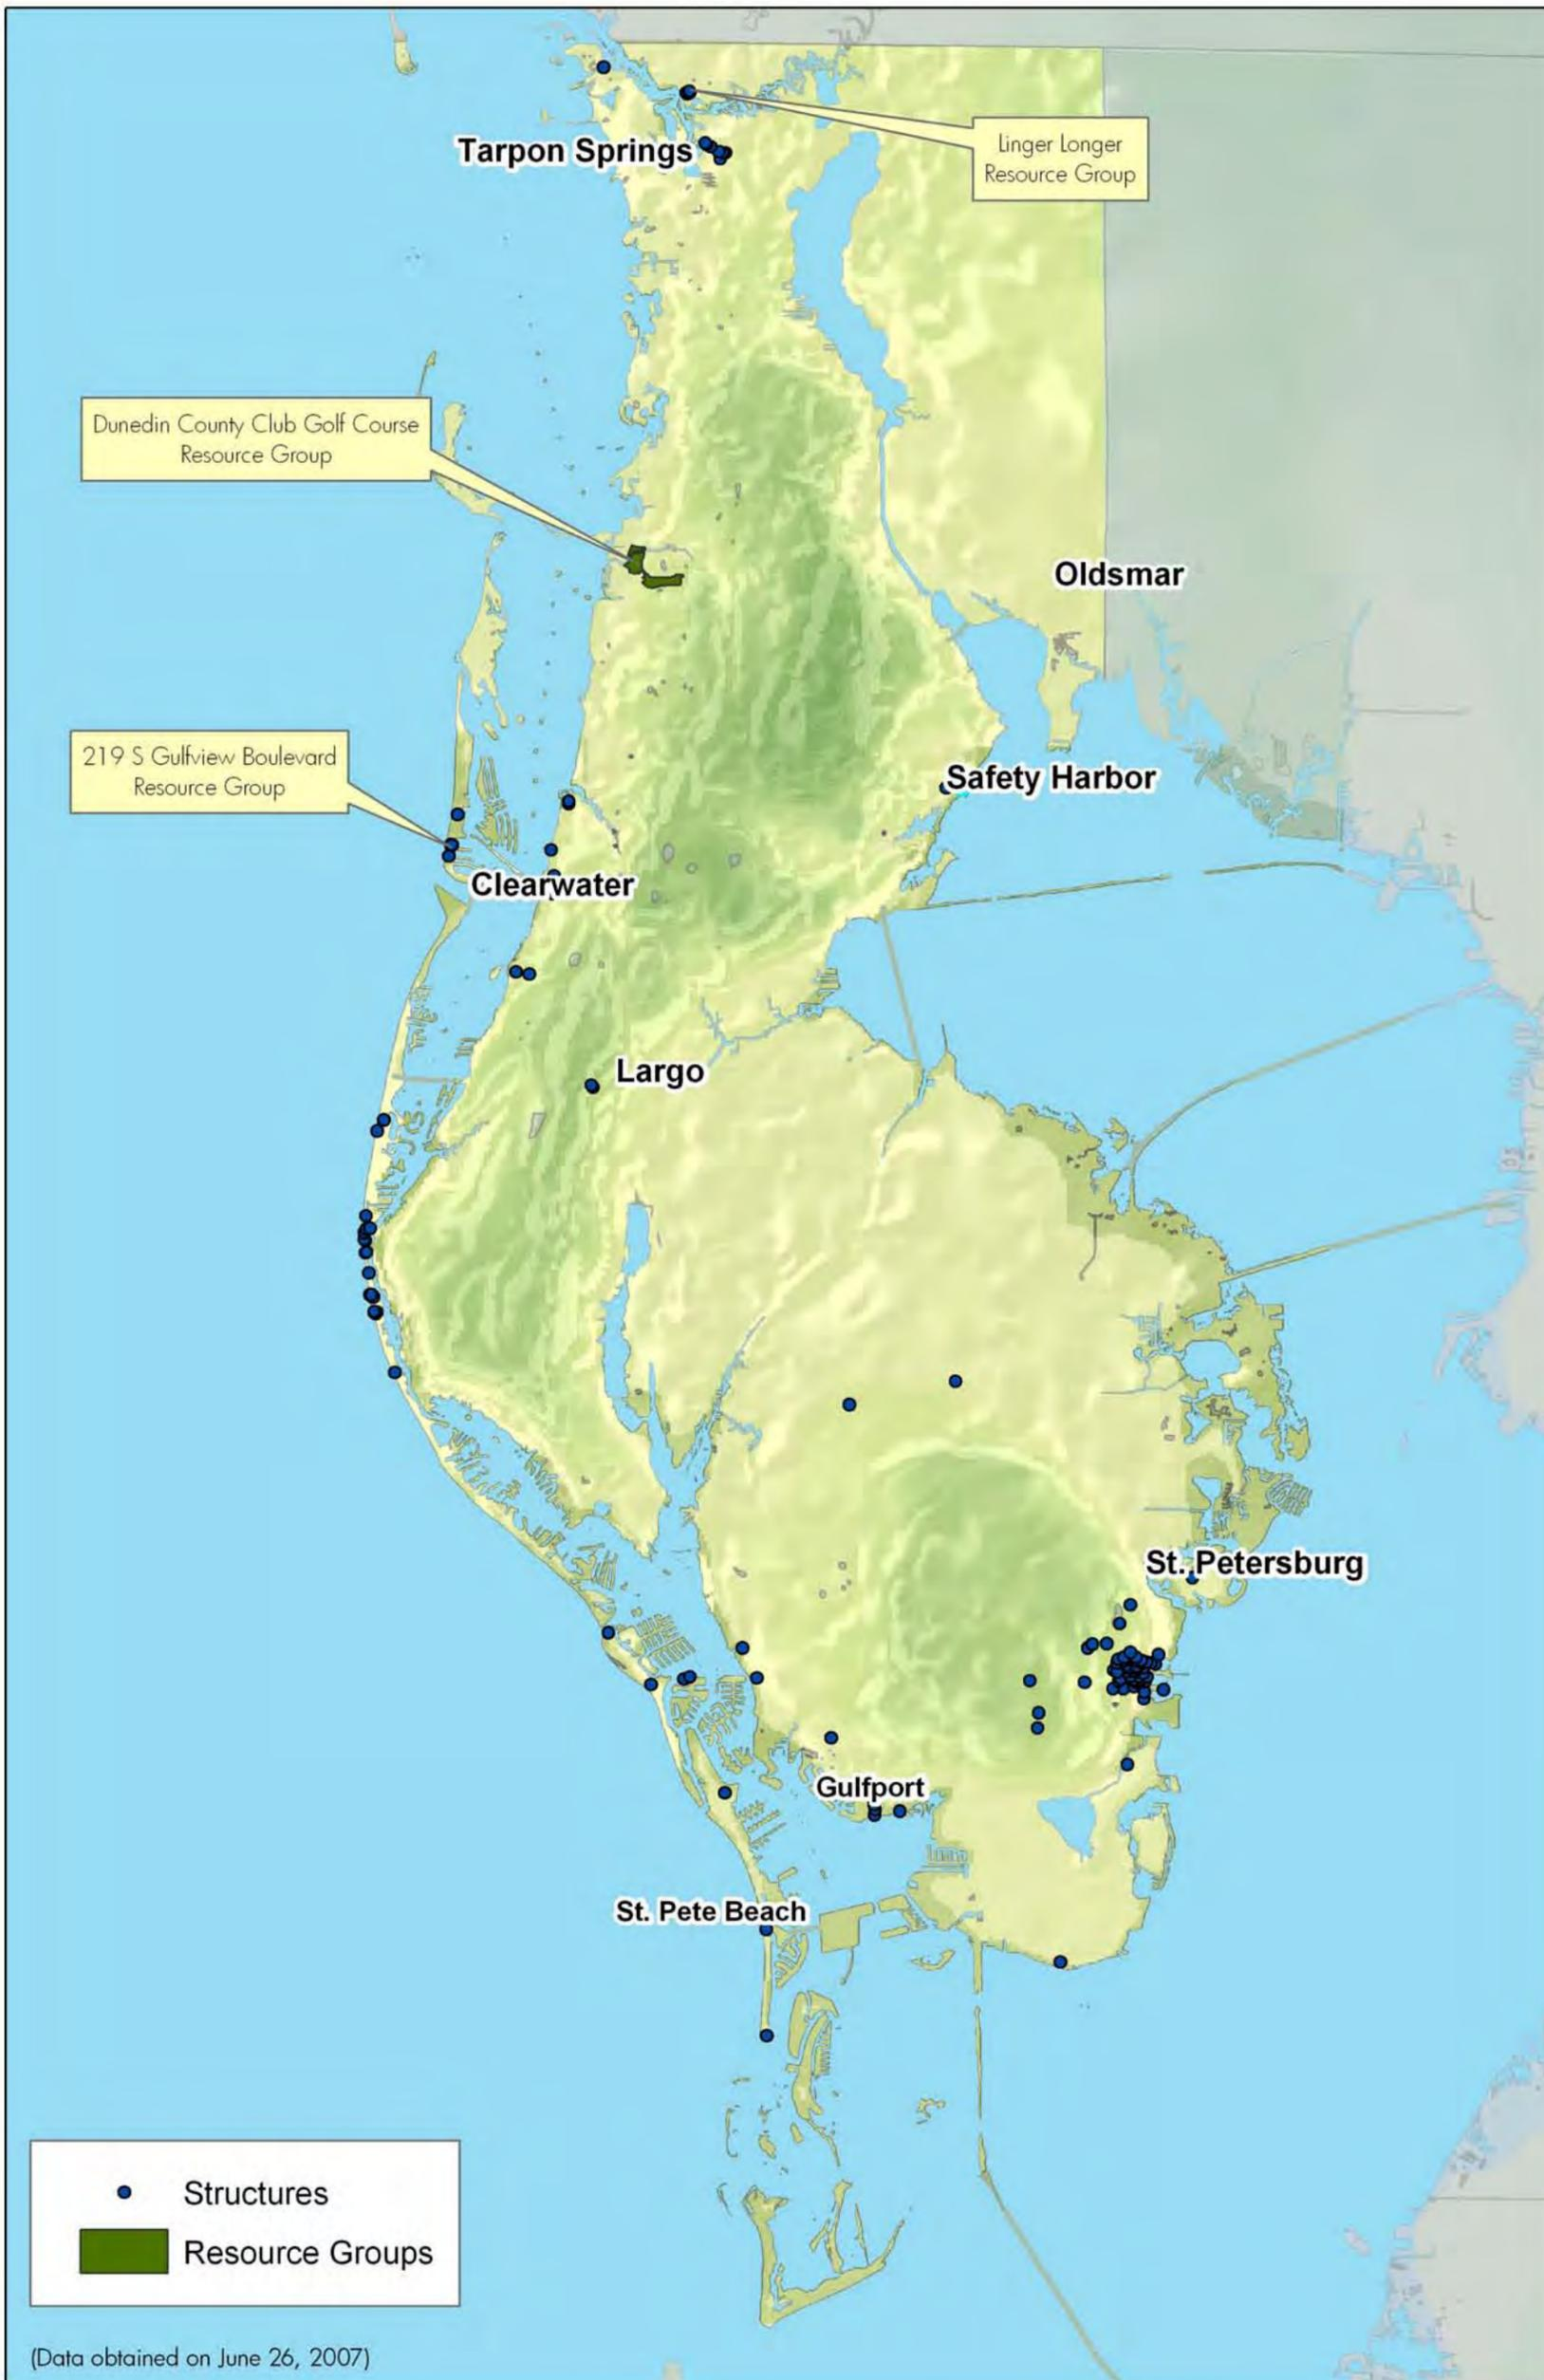 Tarpon Springs
Linger Longer
Resource Group
Dunedin County Club Golf Course
Resource Group
Oldsmar
219 S Gulfview Boulevard
Resource Group
Safety Harbor
Clearwater
Largo
St. Petersburg
Gulfport
St. Pete Beach
Structures
Resource Groups
(Data obtained on June 26, 2007)